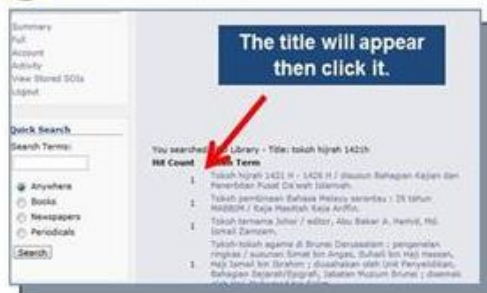 The title will appear
then click it.
Summary
Full
Account
Activity
View Stored SDIs
Logout
Quick Search
Search Terms:
Anywhere
Books
Newspapers
Periodicals
Search
You searched Library - Title: tokoh hijrah 1421h
Hit Count Term
1 Tokoh hijrah 1421 H - 1428 H / disusun Bahagian Kajian dan
Penerbitan Pusat Da'wah Islamiah.
1 Tokoh pembinaan Bahasa Melayu serantau : 25 tahun
MABBIM / Raja Masittah Raja Ariffin.
1 Tokoh ternama Johor / editor, Abu Bakar A. Hamid, Md.
Ismail Zamzam.
Tokoh-tokoh agama di Brunei Darussalam : pengenalan
ringkas / susunan Simat bin Angas, Suhaili bin Haji Hassan,
1 Haji Ismail bin Ibrahim ; diusahakan oleh Unit Penyelidikan,
Bahagian Sejarah/Epigrafi, Jabatan Muzium Brunei ; disemak